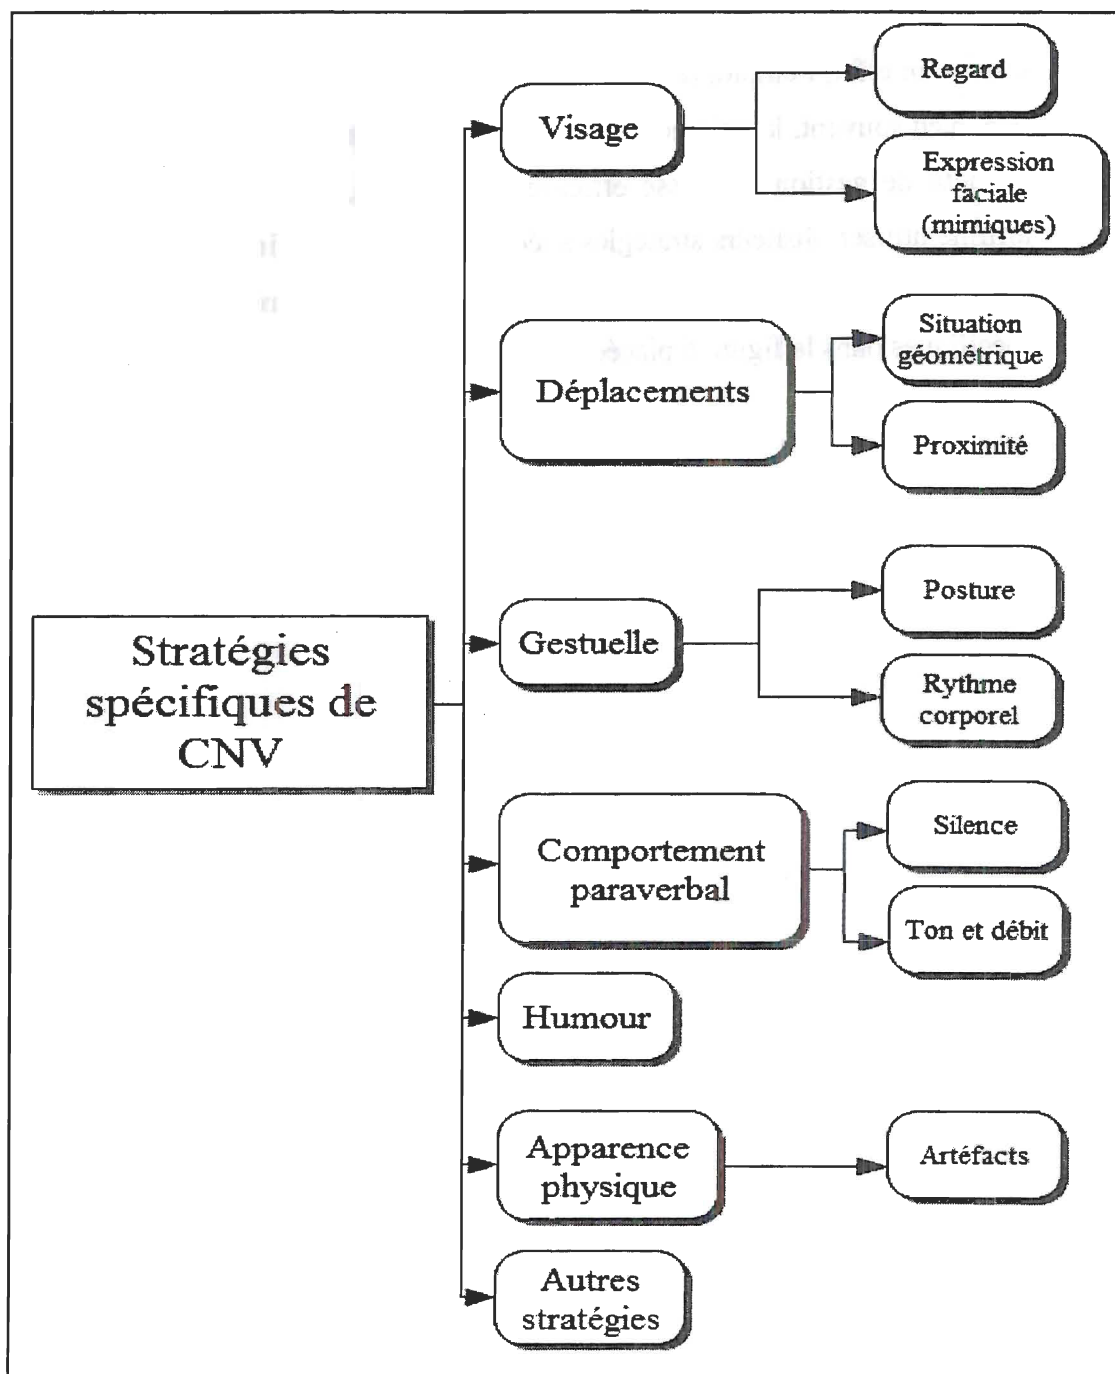 Stratégies
spécifiques de
CNV
Visage
Regard
Expression
faciale
(mimiques)
Déplacements
Situation
géométrique
Proximité
Gestuelle
Posture
Rythme
corporel
Comportement
paraverbal
Silence
Ton et débit
Humour
Apparence
physique
Artéfacts
Autres
stratégies